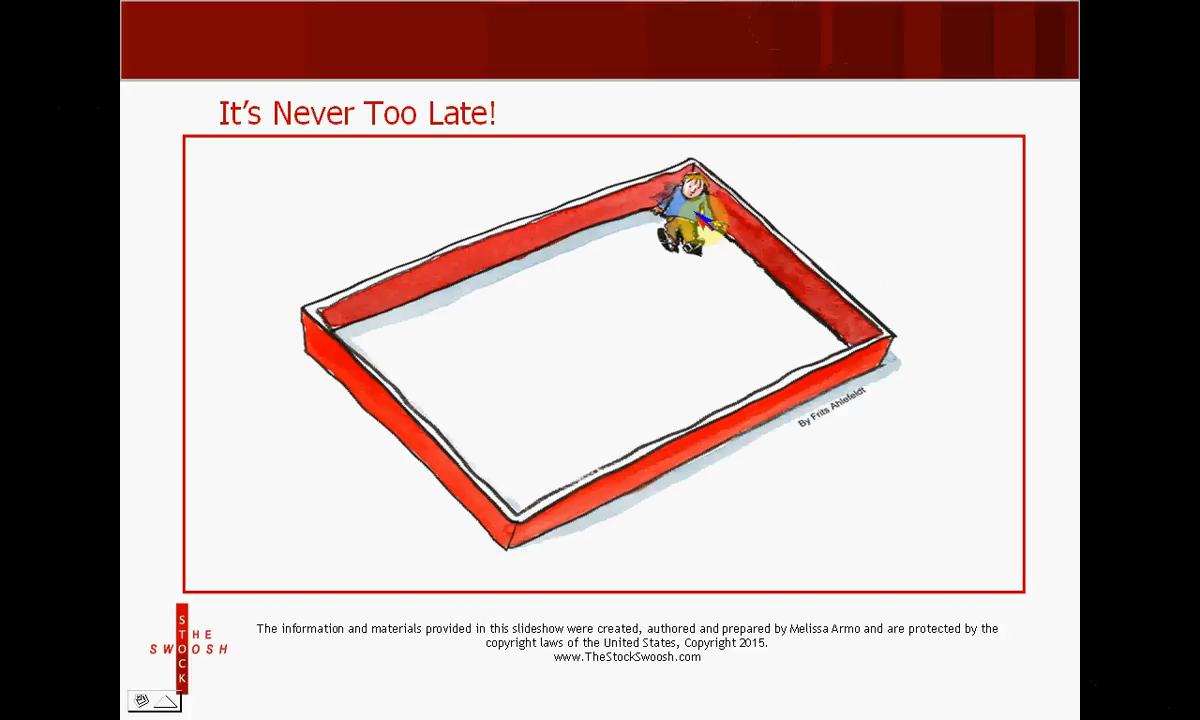 It's Never Too Late!
By Frits Ahlefeldt
STOCK
THE
SWOOSH
The information and materials provided in this slideshow were created, authored and prepared by Melissa Armo and are protected by the
copyright laws of the United States, Copyright 2015.
www.TheStockSwoosh.com